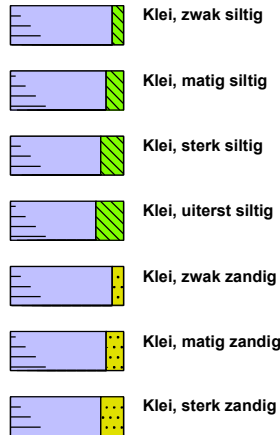 Klei, zwak siltig
Klei, matig siltig
Klei, sterk siltig
Klei, uiterst siltig
Klei, zwak zandig
Klei, matig zandig
Klei, sterk zandig